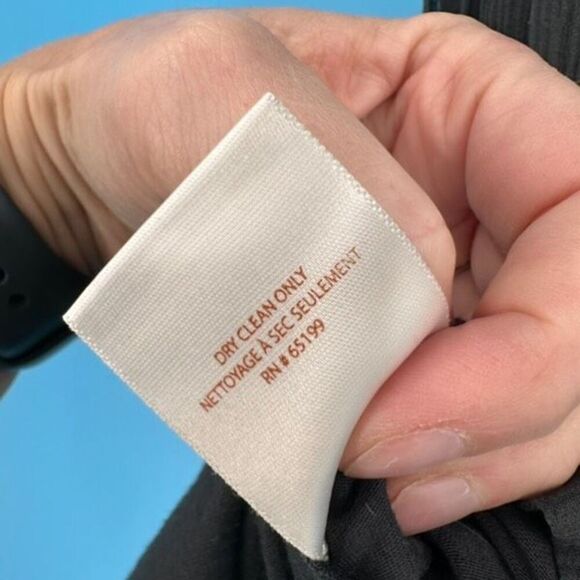 DRY CLEAN ONLY
NETTOYAGE À SEC SEULEMENT
RN # 65199